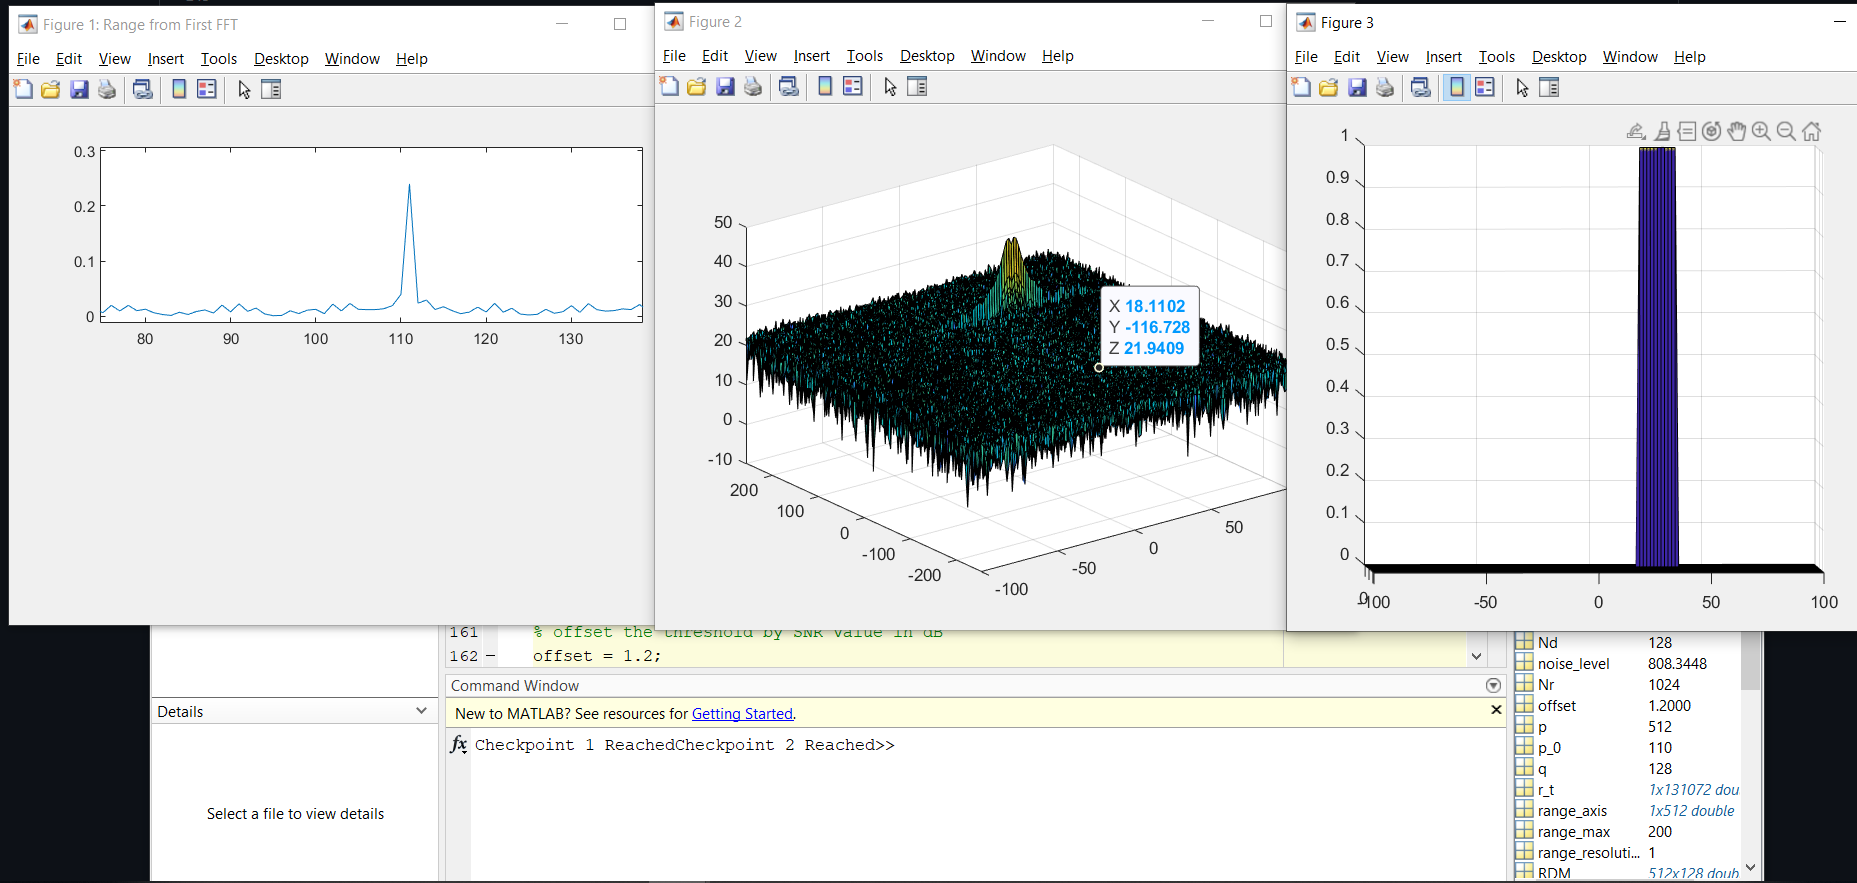 Figure 1: Range from First FFT
File Edit View Insert Tools Desktop Window Help
0.3
0.2
0.1
0
80 90 100 110 120 130
Figure 2
File Edit View Insert Tools Desktop Window Help
50
40
30
20
10
0
-10
200
100
0
-100
-200
-100
-50
0
50
X 18.1102
Y -116.728
Z 21.9409
Figure 3
File Edit View Insert Tools Desktop Window Help
1
0.9
0.8
0.7
0.6
0.5
0.4
0.3
0.2
0.1
0
0
-100 -50 0 50 100
161 % offset the threshold by SNR value in dB
162 offset = 1.2;
Command Window
New to MATLAB? See resources for Getting Started.
fx Checkpoint 1 ReachedCheckpoint 2 Reached>>
Details
Select a file to view details
Nd 128
noise_level 808.3448
Nr 1024
offset 1.2000
p 512
p_0 110
q 128
r_t 1x131072 dou
range_axis 1x512 double
range_max 200
range_resoluti... 1
RDM 512x128 doub